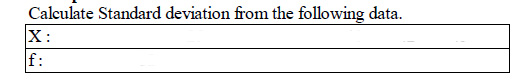 Calculate Standard deviation from the following data.
X :
f :